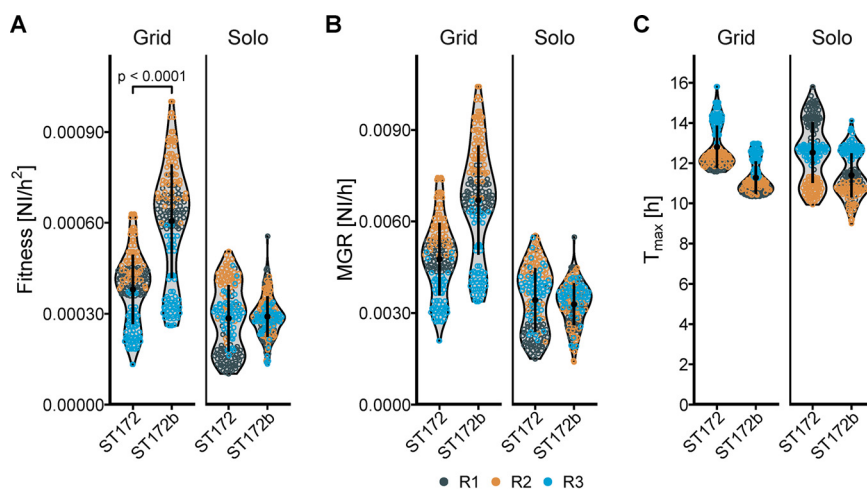 A
Grid Solo
p < 0.0001
Fitness [NI/h²]
0.00090
0.00060
0.00030
0.00000
ST172 ST172b ST172 ST172b
B
Grid Solo
MGR [NI/h]
0.0090
0.0060
0.0030
0.0000
ST172 ST172b ST172 ST172b
C
Grid Solo
Tmax [h]
16
14
12
10
8
6
4
2
0
ST172 ST172b ST172 ST172b
R1 R2 R3